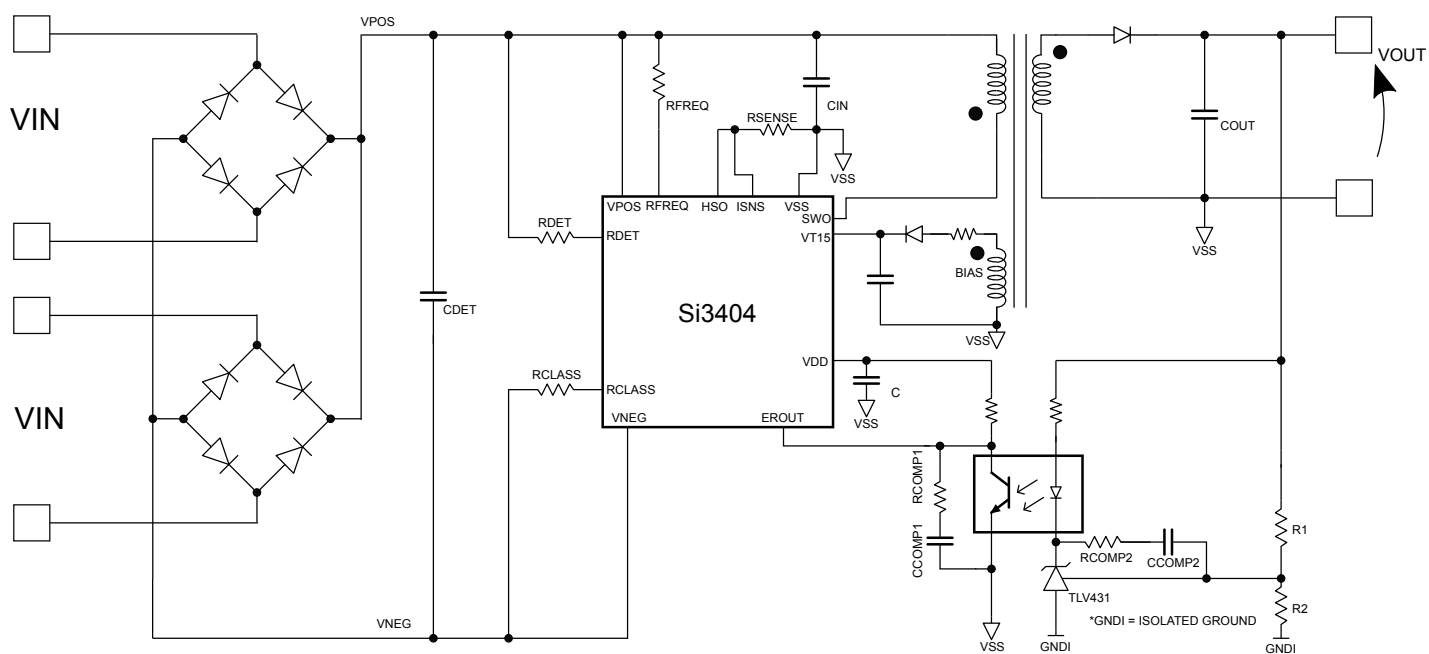 VPOS
VIN
VOUT
RFREQ
CIN
RSENSE
COUT
VSS
VPOS
RFREQ
HSO
ISNS
VSS
SWO
RDET
RDET
VT15
VSS
BIAS
CDET
Si3404
VSS
VDD
RCLASS
RCLASS
C
VIN
VNEG
EROUT
VSS
RCOMP1
CCOMP1
R1
RCOMP2
CCOMP2
TLV431
R2
*GNDI = ISOLATED GROUND
VNEG
VSS
GNDI
GNDI